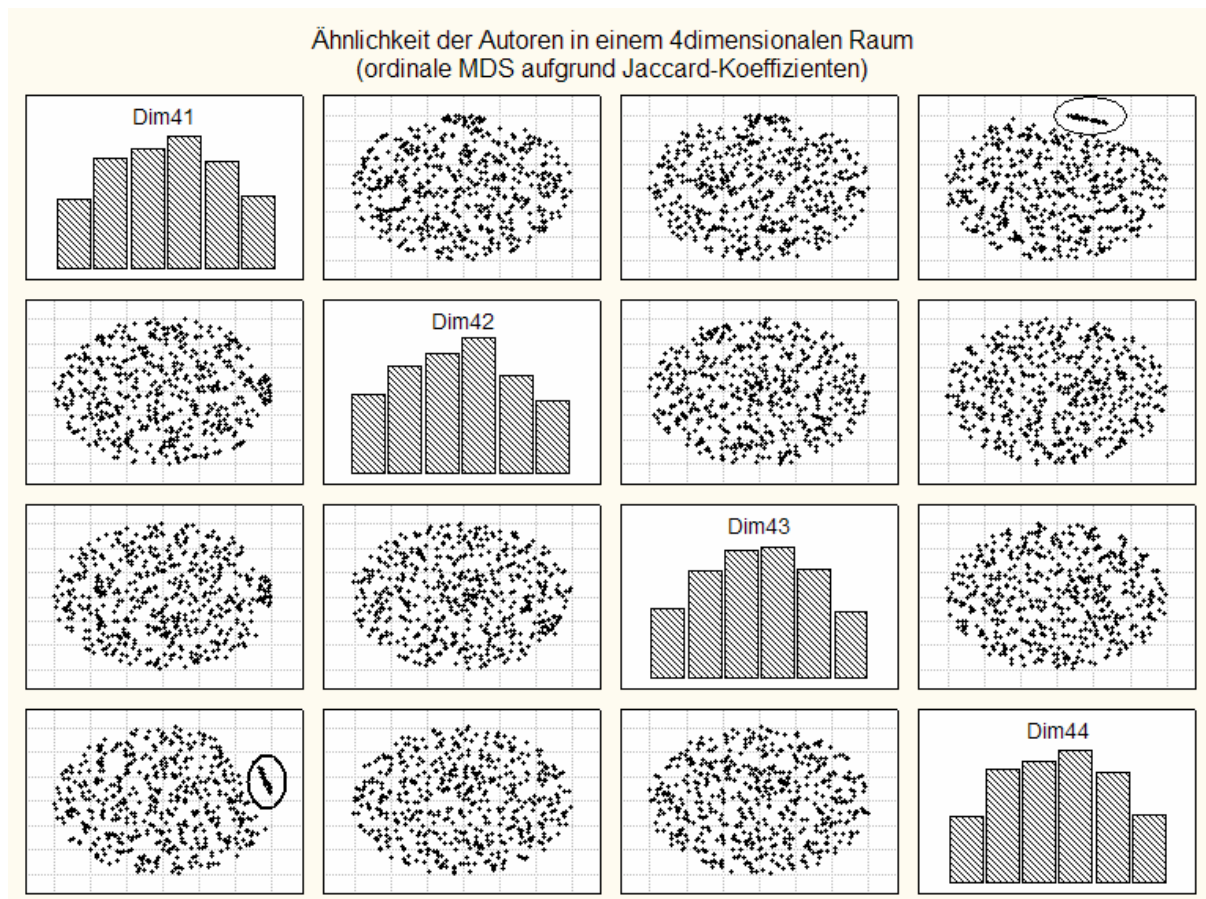 Ähnlichkeit der Autoren in einem 4dimensionalen Raum
(ordinale MDS aufgrund Jaccard-Koeffizienten)
Dim41
Dim42
Dim43
Dim44